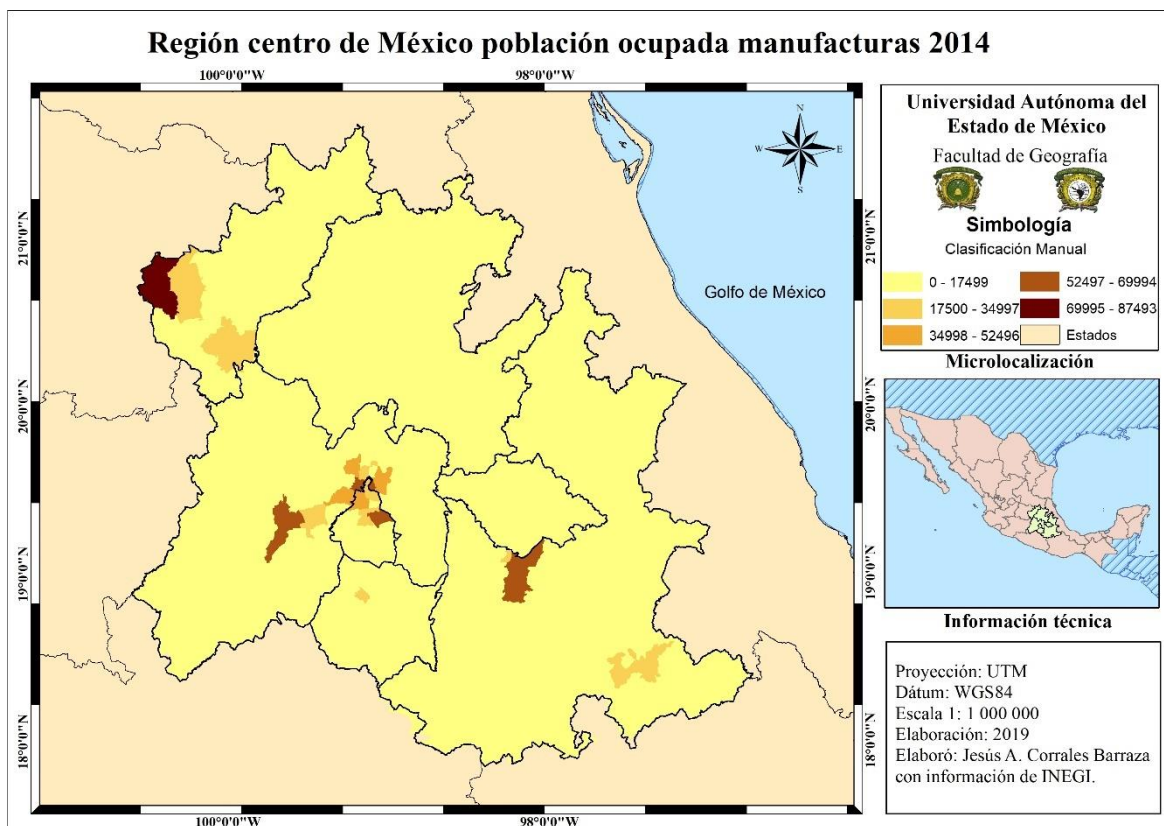 Región centro de México población ocupada manufacturas 2014
100°0'0"W
98°0'0"W
21°0'0"N
20°0'0"N
19°0'0"N
18°0'0"N
N
W
E
S
Golfo de México
21°0'0"N
20°0'0"N
19°0'0"N
18°0'0"N
100°0'0"W
98°0'0"W
Universidad Autónoma del
Estado de México
Facultad de Geografía
Simbología
Clasificación Manual
0 - 17499
52497 - 69994
17500 - 34997
69995 - 87493
34998 - 52496
Estados
Microlocalización
Información técnica
Proyección: UTM
Dátum: WGS84
Escala 1: 1 000 000
Elaboración: 2019
Elaboró: Jesús A. Corrales Barraza
con información de INEGI.